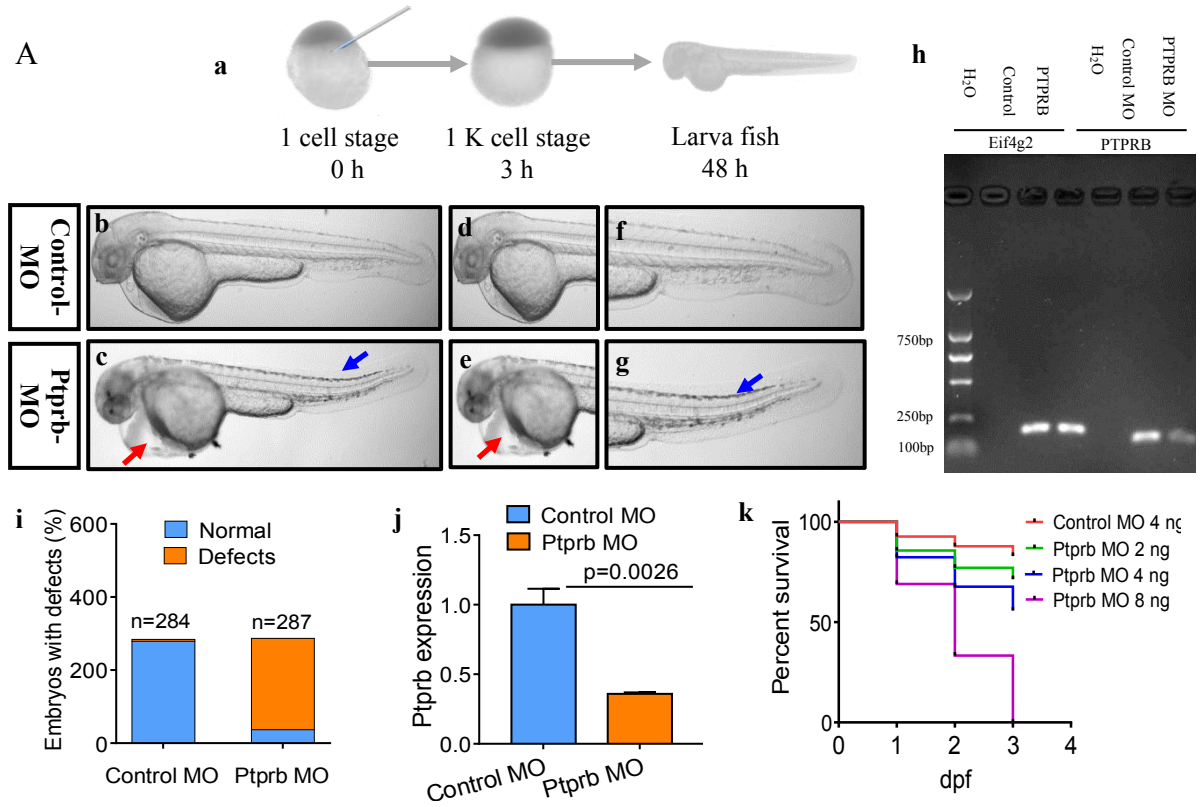 A
a
1 cell stage
0 h
1 K cell stage
3 h
Larva fish
48 h
Control-
MO
Ptprb-
MO
b
d
f
c
e
g
h
H2O
Control
PTPRB
H2O
Control MO
PTPRB MO
Eif4g2
PTPRB
750bp
250bp
100bp
i
Embryos with defects (%)
600
400
200
0
Normal
Defects
n=284
n=287
Control MO
Ptprb MO
j
Ptprb expression
1.5
1.0
0.5
0.0
Control MO
Ptprb MO
p=0.0026
Control MO
Ptprb MO
k
Percent survival
100
50
0
0 1 2 3 4
dpf
Control MO 4 ng
Ptprb MO 2 ng
Ptprb MO 4 ng
Ptprb MO 8 ng